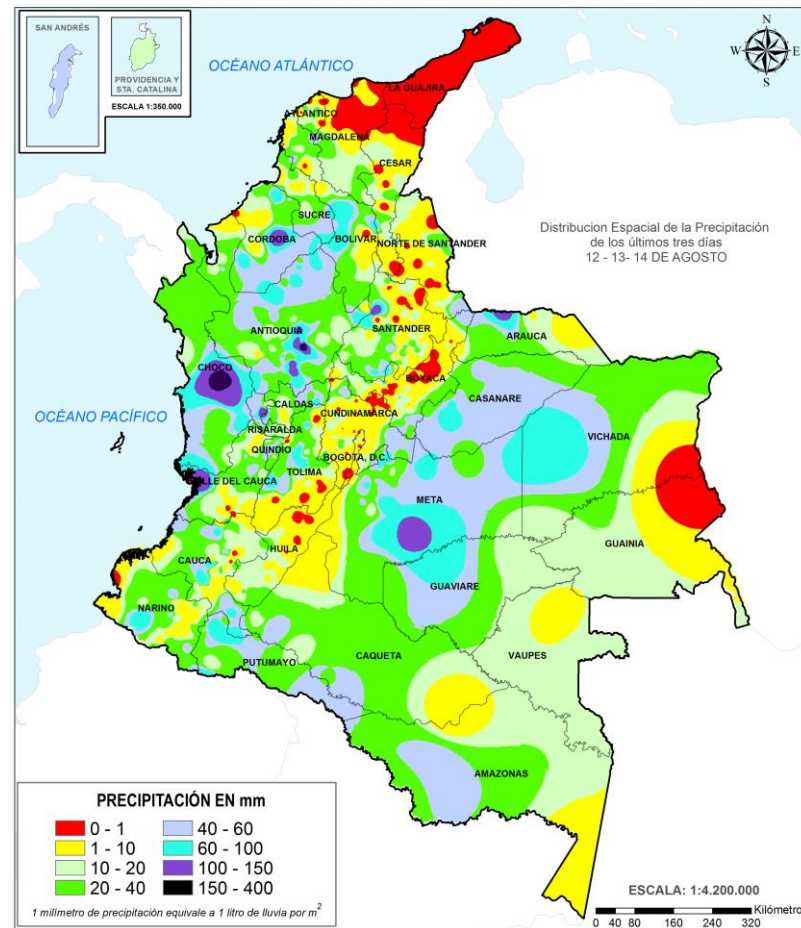 SAN ANDRÉS
PROVIDENCIA Y
STA. CATALINA
ESCALA 1:350.000
OCÉANO ATLÁNTICO
N
W E
S
LA GUAJIRA
ATLANTICO
MAGDALENA
CESAR
SUCRE
CORDOBA
BOLIVAR
NORTE DE SANTANDER
Distribucion Espacial de la Precipitación
de los últimos tres días
12 - 13- 14 DE AGOSTO
ANTIOQUIA
SANTANDER
ARAUCA
CHOCO
BOYACA
CASANARE
OCÉANO PACÍFICO
CALDAS
CUNDINAMARCA
VICHADA
RISARALDA
QUINDIO
BOGOTA, D.C.
TOLIMA
VALLE DEL CAUCA
META
GUAINIA
HUILA
CAUCA
GUAVIARE
NARINO
CAQUETA
VAUPES
PUTUMAYO
AMAZONAS
PRECIPITACIÓN EN mm
0 - 1 40 - 60
1 - 10 60 - 100
10 - 20 100 - 150
20 - 40 150 - 400
1 milímetro de precipitación equivale a 1 litro de lluvia por m²
ESCALA: 1:4.200.000
Kilómetro
0 40 80 160 240 320